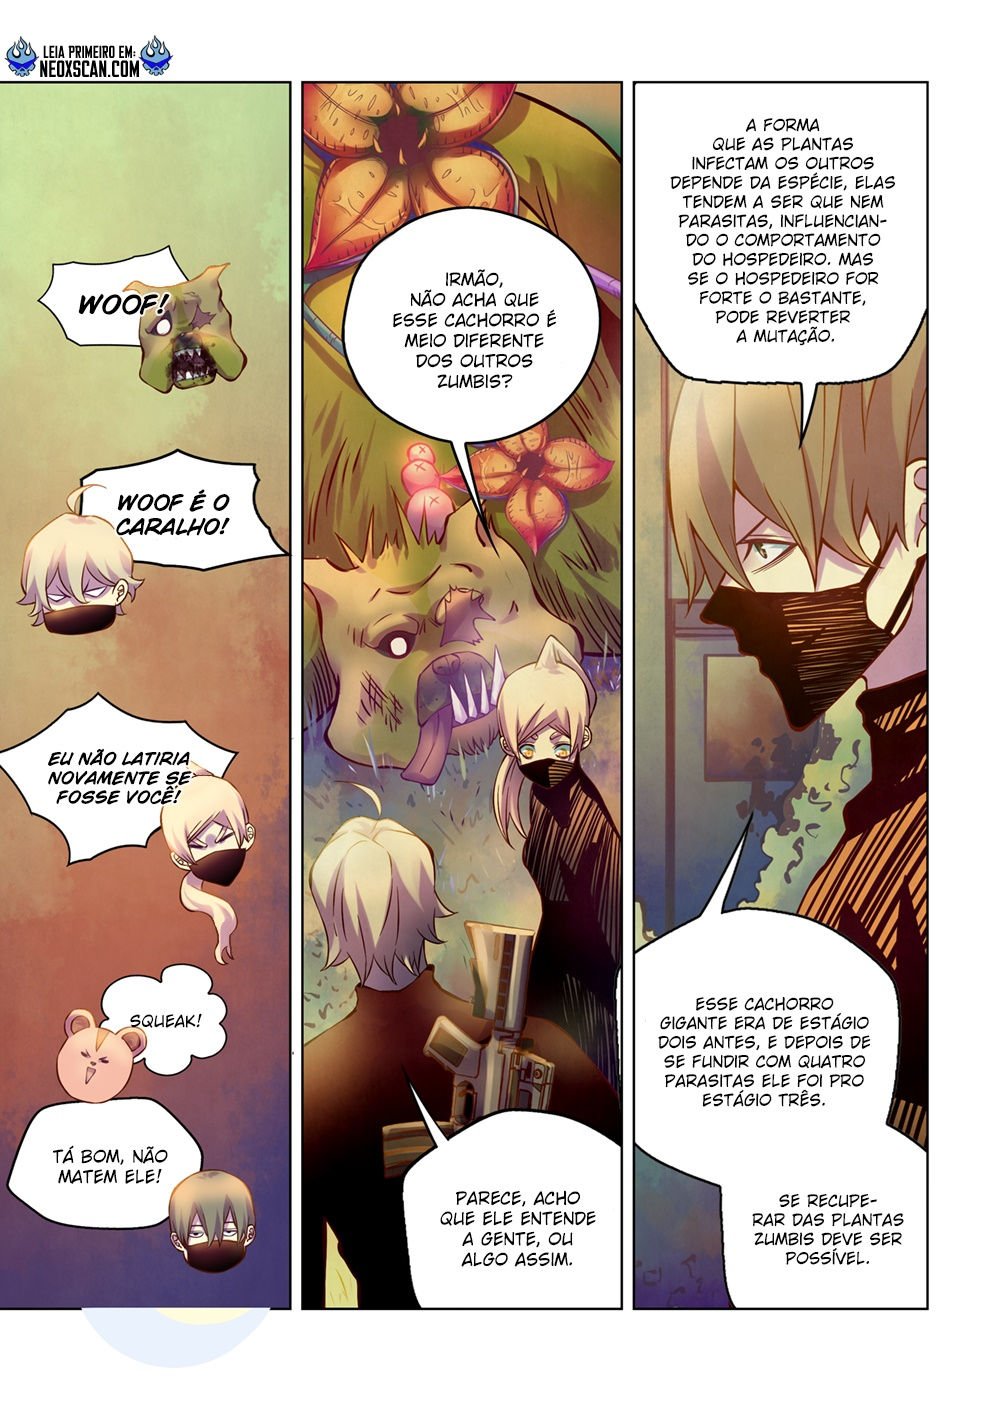 LEIA PRIMEIRO EM:
NEOXSCAN.COM
WOOF!
WOOF É O
CARALHO!
EU NÃO LATIRIA
NOVAMENTE SE
FOSSE VOCÊ!
SQUEAK!
TÁ BOM, NÃO
MATEM ELE!
IRMÃO,
NÃO ACHA QUE
ESSE CACHORRO É
MEIO DIFERENTE
DOS OUTROS
ZUMBIS?
PARECE, ACHO
QUE ELE ENTENDE
A GENTE, OU
ALGO ASSIM.
A FORMA
QUE AS PLANTAS
INFECTAM OS OUTROS
DEPENDE DA ESPÉCIE, ELAS
TENDEM A SER QUE NEM
PARASITAS, INFLUENCIAN-
DO O COMPORTAMENTO
DO HOSPEDEIRO. MAS
SE O HOSPEDEIRO FOR
FORTE O BASTANTE,
PODE REVERTER
A MUTAÇÃO.
ESSE CACHORRO
GIGANTE ERA DE ESTÁGIO
DOIS ANTES, E DEPOIS DE
SE FUNDIR COM QUATRO
PARASITAS ELE FOI PRO
ESTÁGIO TRÊS.
SE RECUPE-
RAR DAS PLANTAS
ZUMBIS DEVE SER
POSSÍVEL.